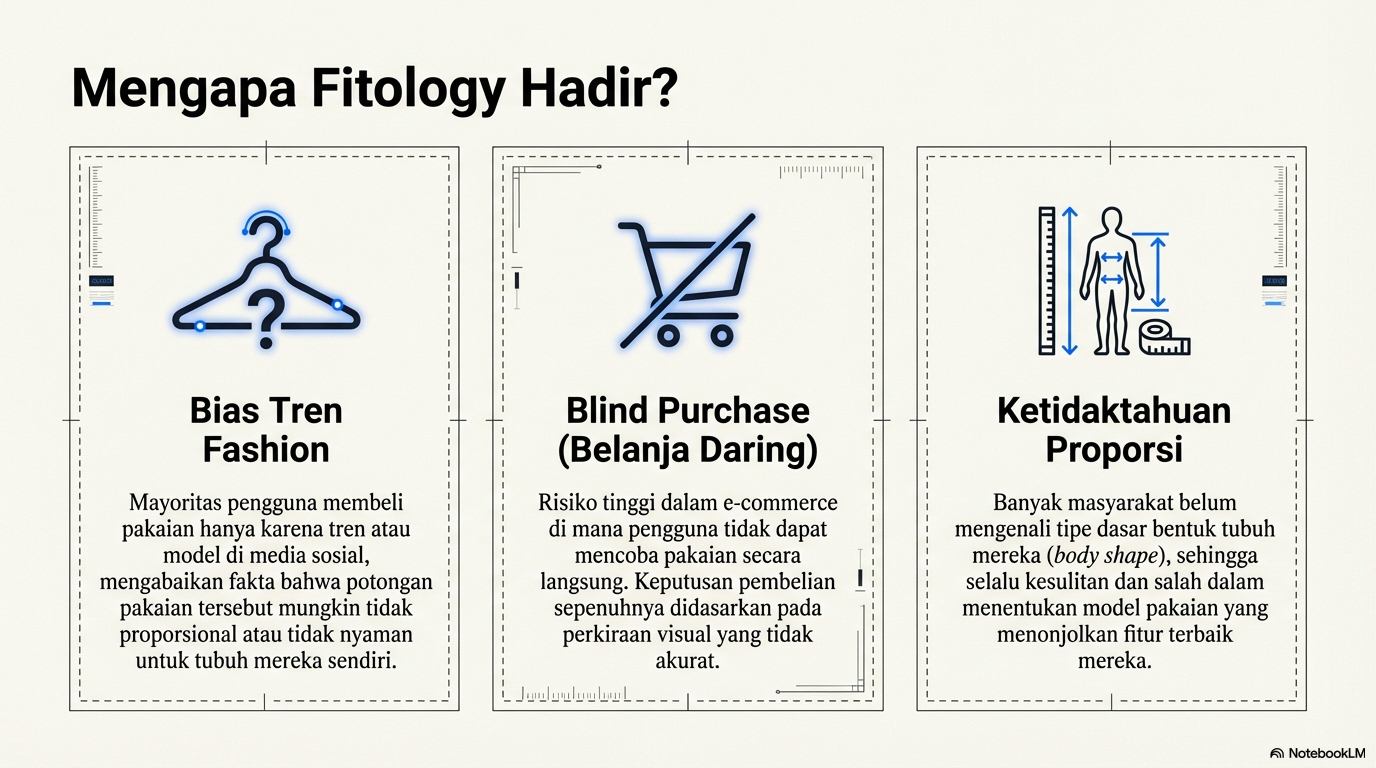 Mengapa Fitology Hadir?
?
Bias Tren
Fashion
Mayoritas pengguna membeli
pakaian hanya karena tren atau
model di media sosial,
mengabaikan fakta bahwa potongan
pakaian tersebut mungkin tidak
proporsional atau tidak nyaman
untuk tubuh mereka sendiri.
Blind Purchase
(Belanja Daring)
Risiko tinggi dalam e-commerce
di mana pengguna tidak dapat
mencoba pakaian secara
langsung. Keputusan pembelian
sepenuhnya didasarkan pada
perkiraan visual yang tidak
akurat.
Ketidaktahuan
Proporsi
Banyak masyarakat belum
mengenali tipe dasar bentuk tubuh
mereka (body shape), sehingga
selalu kesulitan dan salah dalam
menentukan model pakaian yang
menonjolkan fitur terbaik
mereka.
NotebookLM